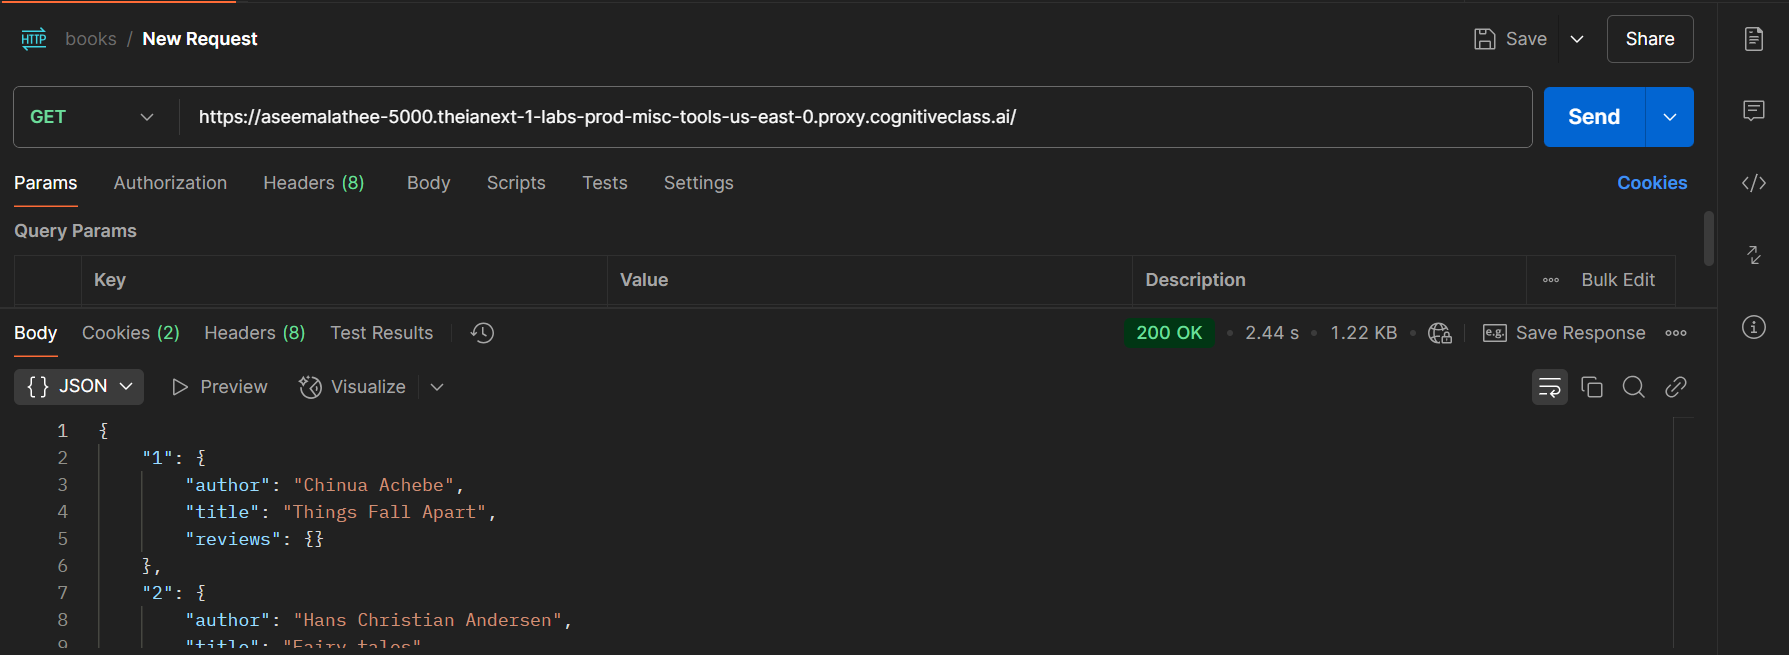 HTTP books / New Request Save Share
GET https://aseemalathee-5000.theianext-1-labs-prod-misc-tools-us-east-0.proxy.cognitiveclass.ai/ Send
Params Authorization Headers (8) Body Scripts Tests Settings Cookies
Query Params
Key Value Description Bulk Edit
Body Cookies (2) Headers (8) Test Results 200 OK 2.44 s 1.22 KB e.g. Save Response
{} JSON Preview Visualize
1 {
2 "1": {
3 "author": "Chinua Achebe",
4 "title": "Things Fall Apart",
5 "reviews": {}
6 },
7 "2": {
8 "author": "Hans Christian Andersen",
9 "title": "Fairy tales"